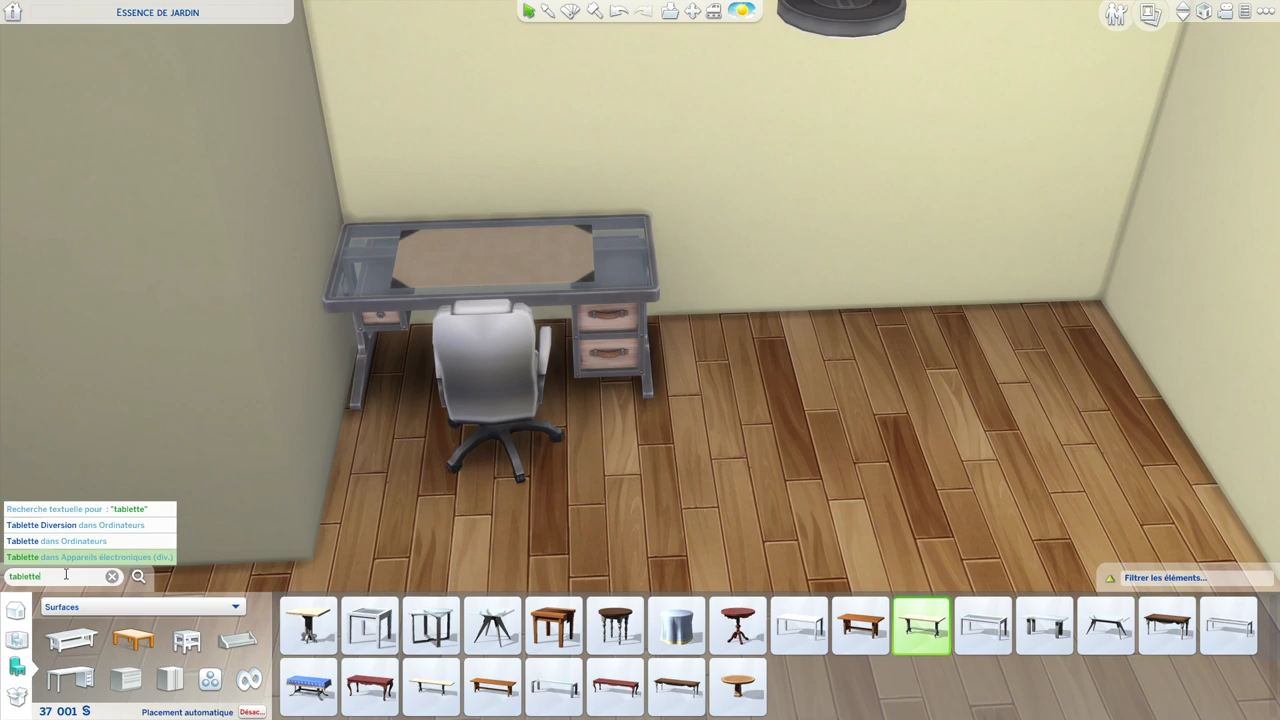 ESSENCE DE JARDIN
Recherche textuelle pour : "tablette"
Tablette Diversion dans Ordinateurs
Tablette dans Ordinateurs
Tablette dans Appareils électroniques (div.)
tablette
Filtrer les éléments...
Surfaces
37 001 $
Placement automatique
Désac...